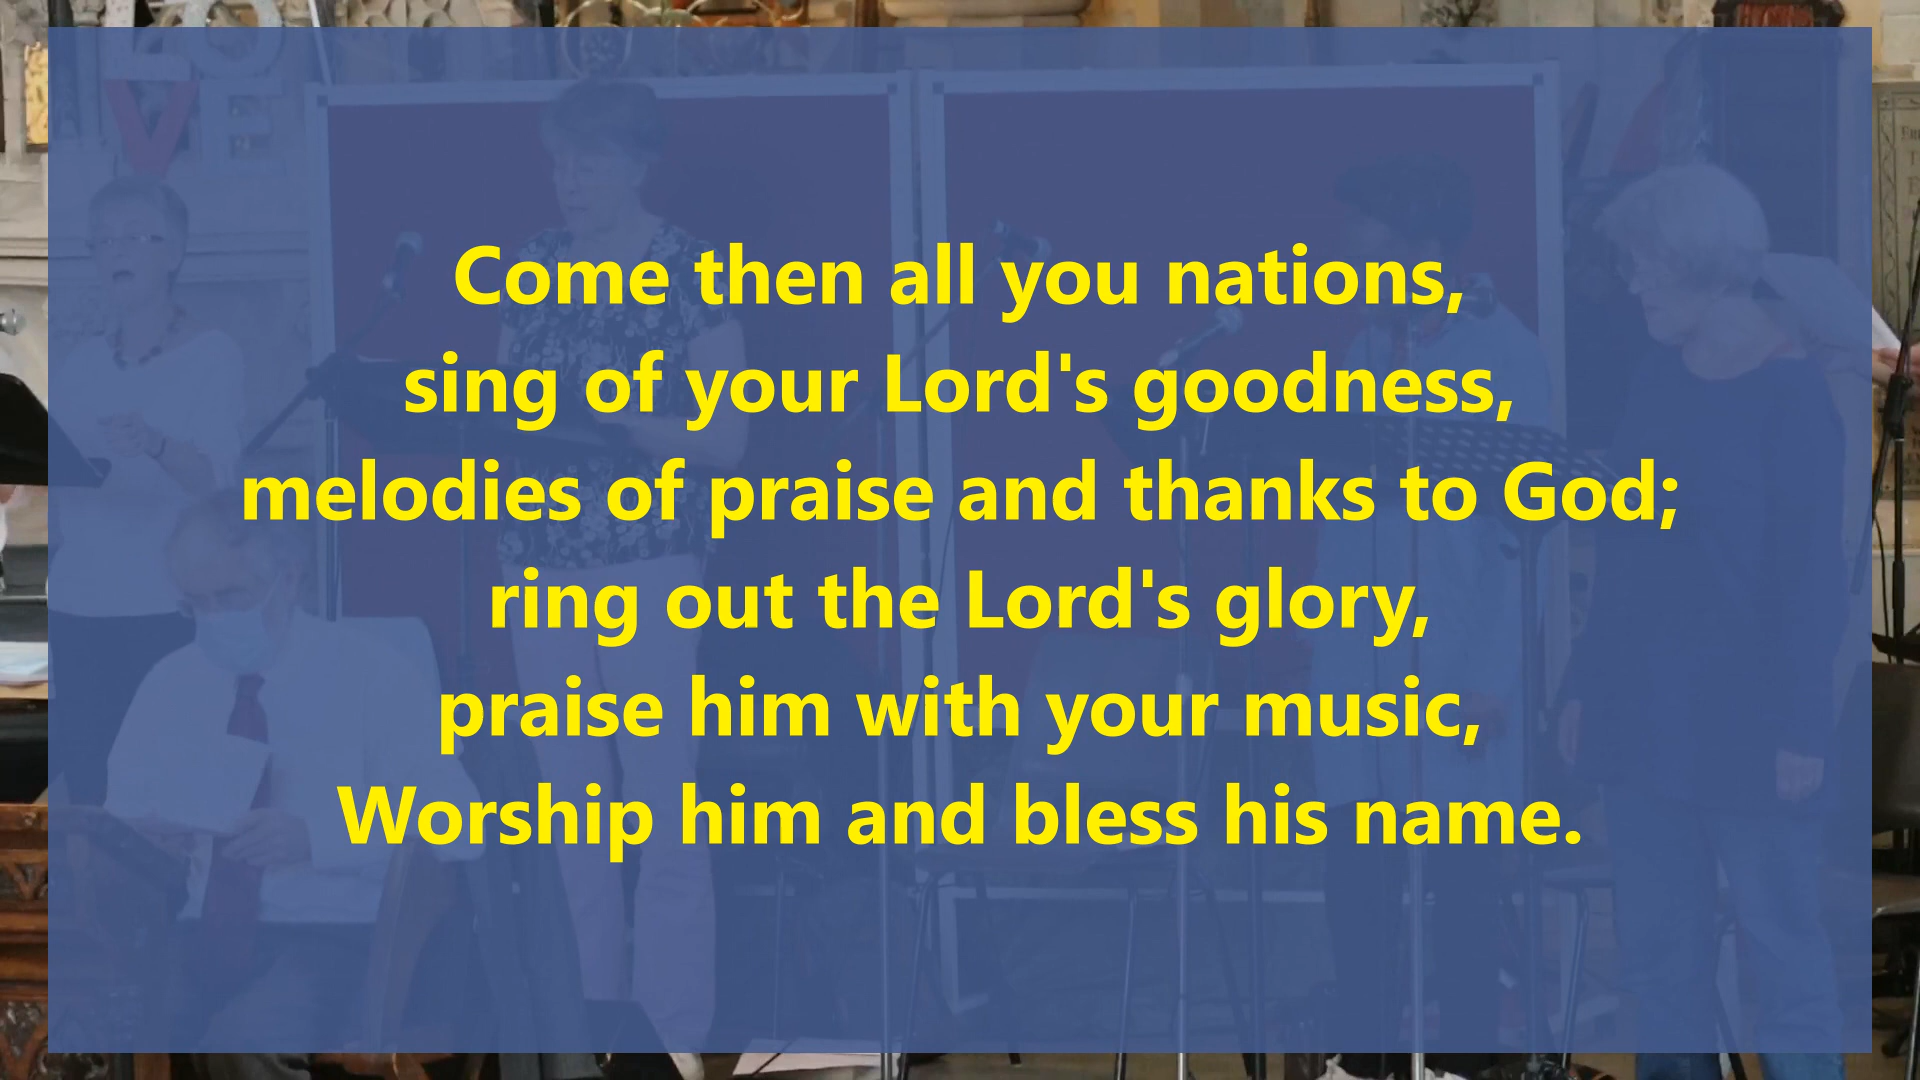 LOVE
Come then all you nations,
sing of your Lord's goodness,
melodies of praise and thanks to God;
ring out the Lord's glory,
praise him with your music,
Worship him and bless his name.